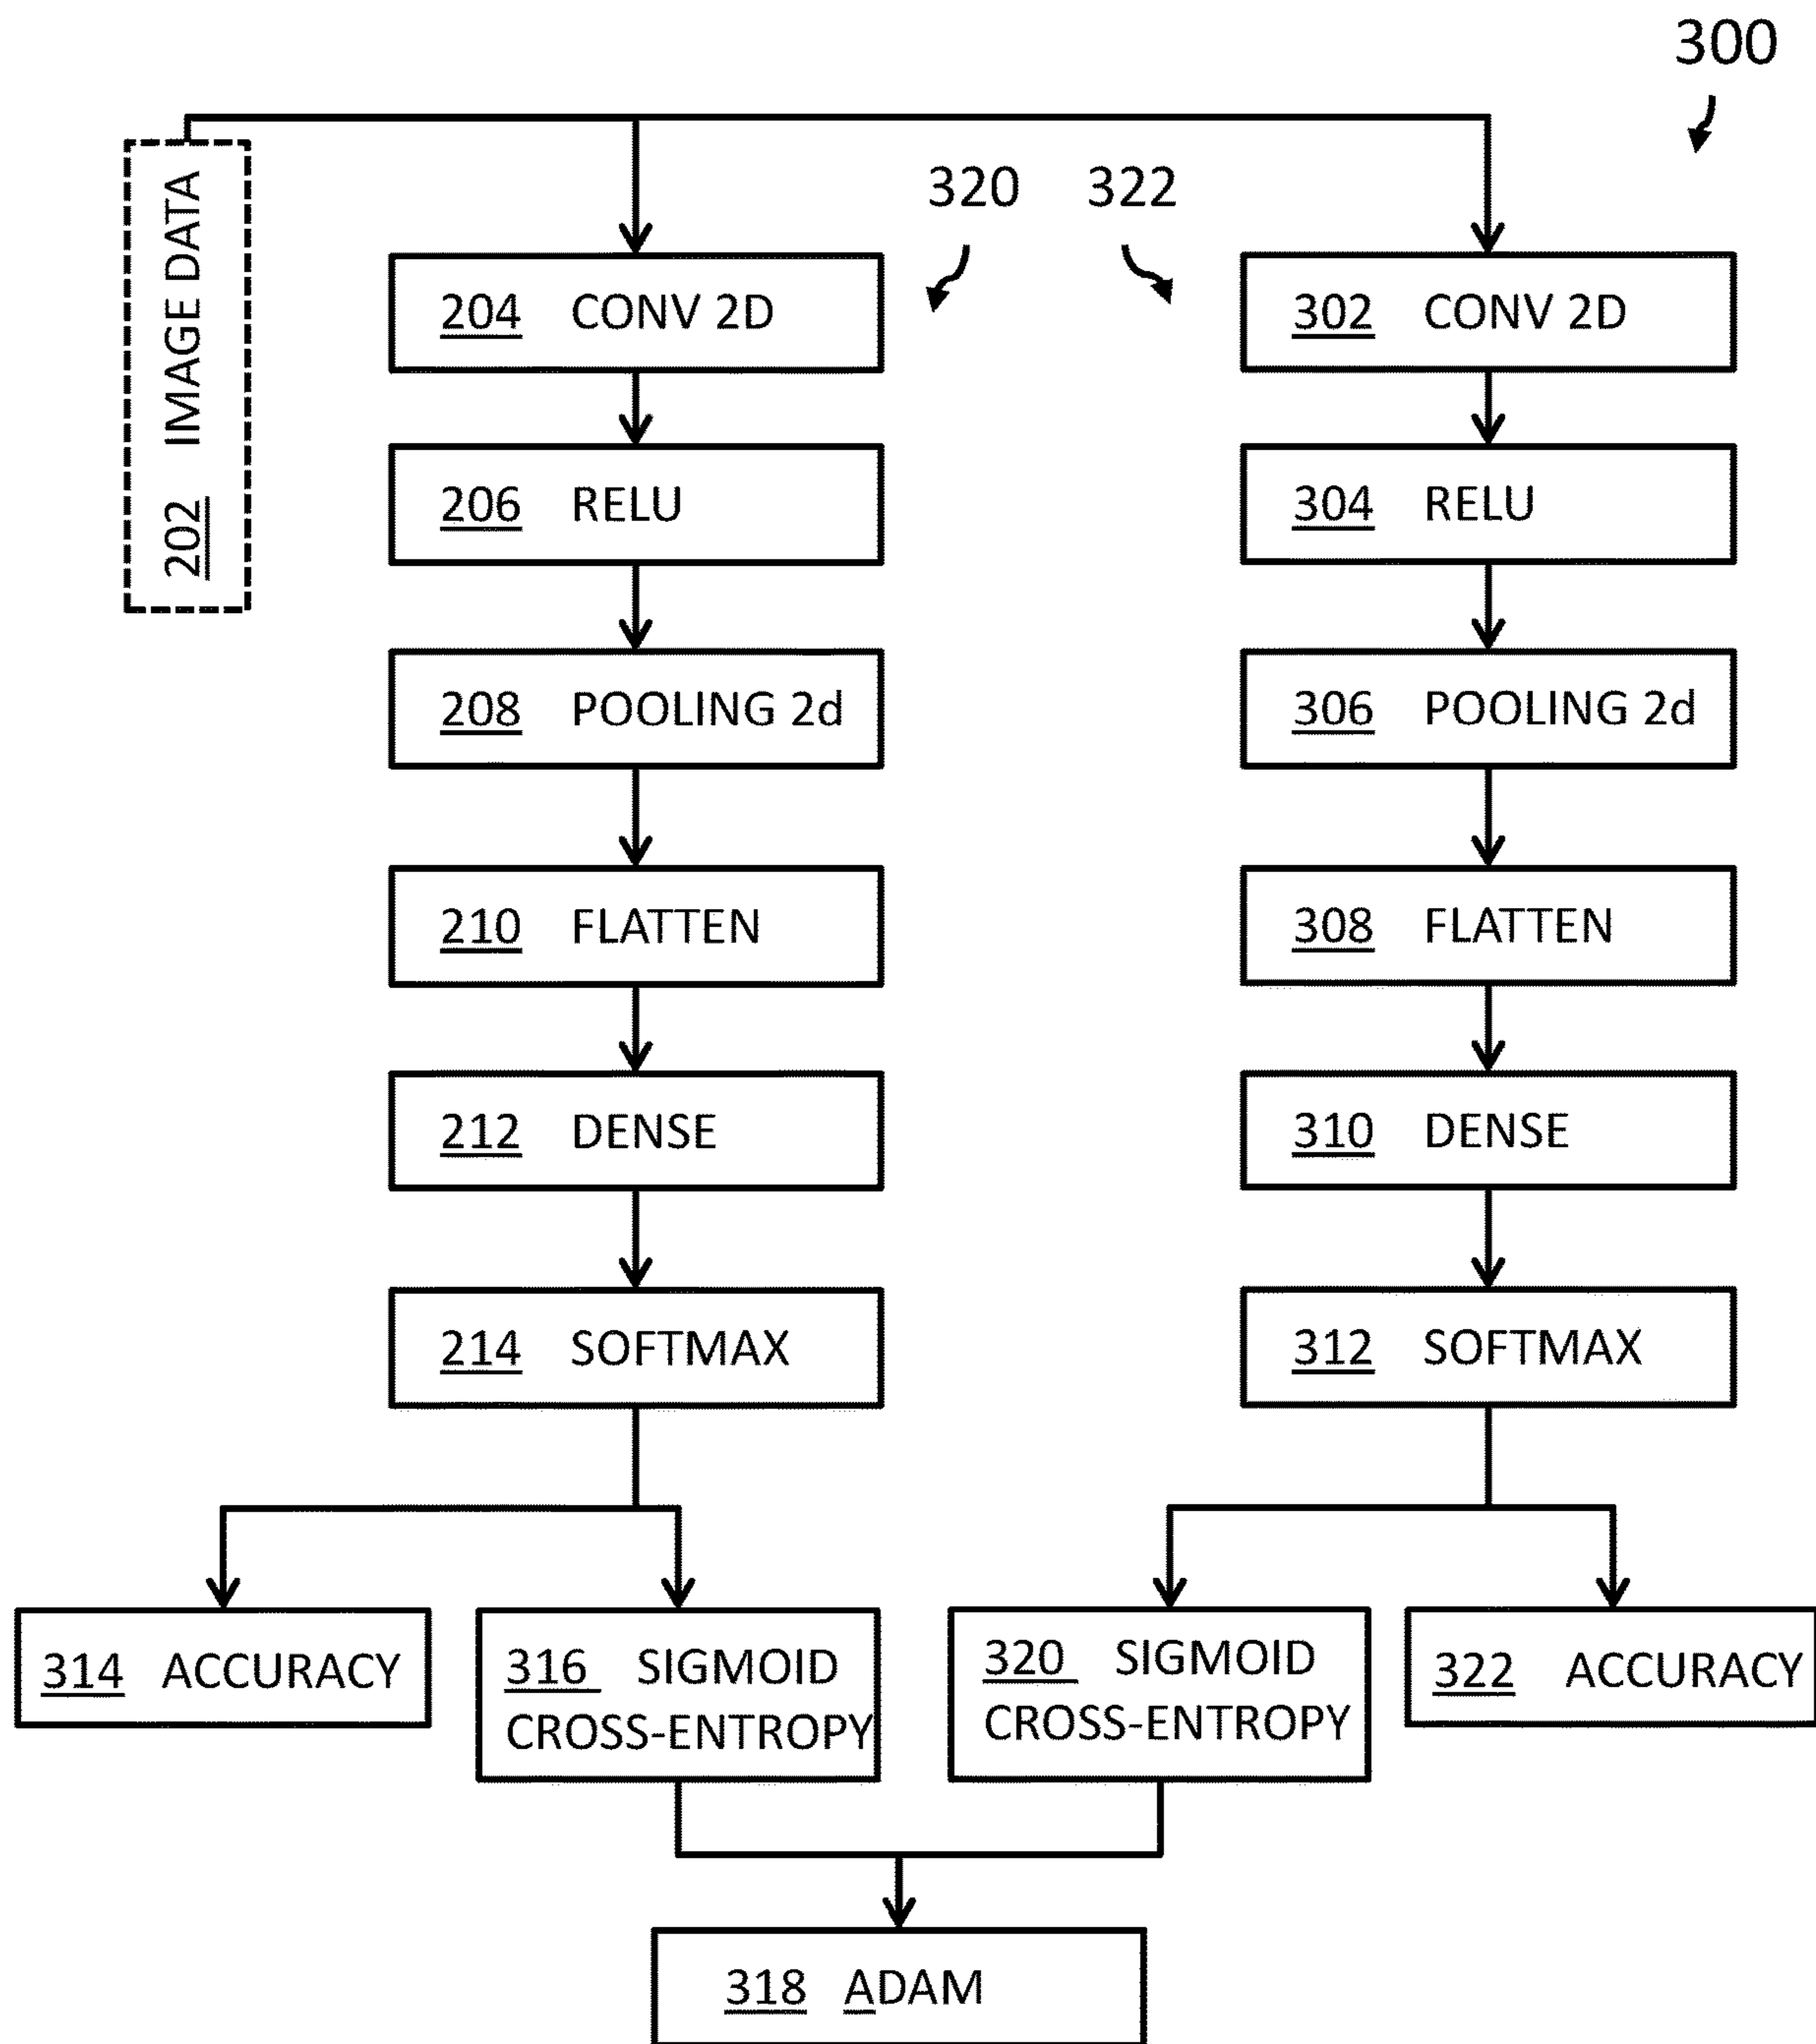 300
202 IMAGE DATA
320
322
204 CONV 2D
302 CONV 2D
206 RELU
304 RELU
208 POOLING 2d
306 POOLING 2d
210 FLATTEN
308 FLATTEN
212 DENSE
310 DENSE
214 SOFTMAX
312 SOFTMAX
314 ACCURACY
316 SIGMOID
CROSS-ENTROPY
320 SIGMOID
CROSS-ENTROPY
322 ACCURACY
318 ADAM